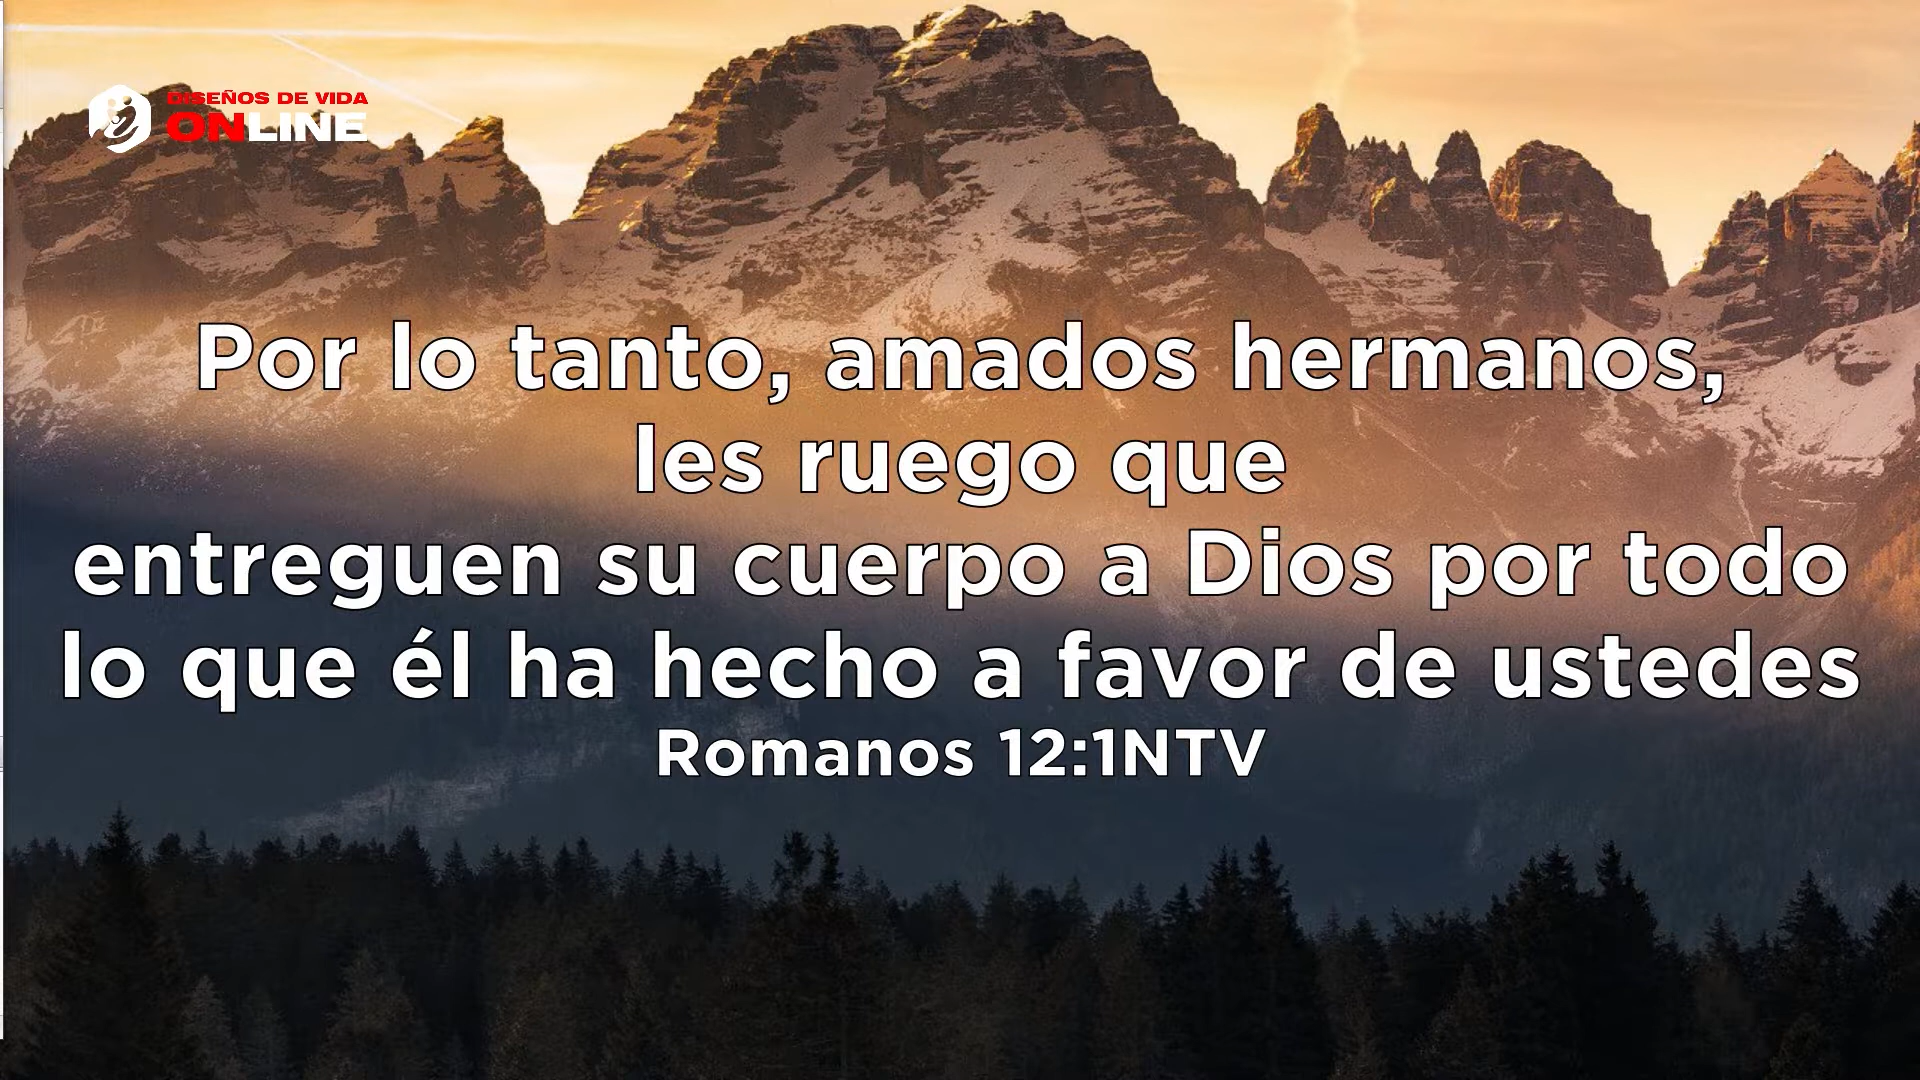 DISEÑOS DE VIDA
ONLINE
Por lo tanto, amados hermanos,
les ruego que
entreguen su cuerpo a Dios por todo
lo que él ha hecho a favor de ustedes
Romanos 12:1NTV